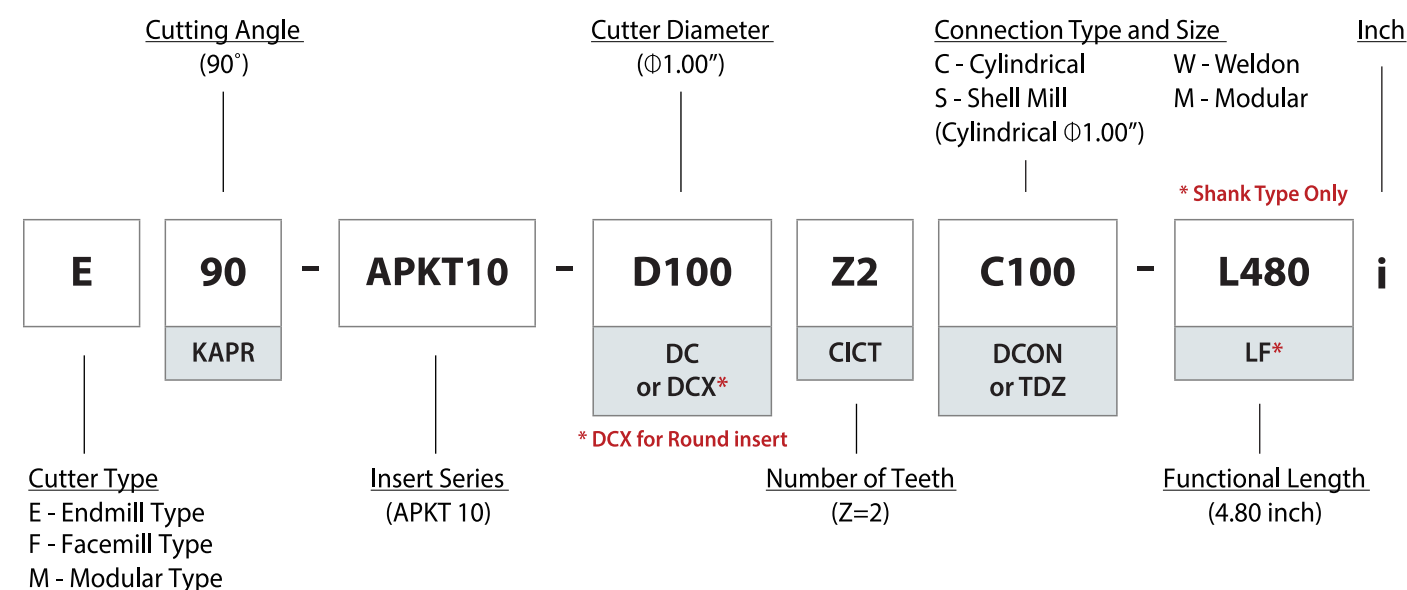 Cutting Angle
(90˚)
Cutter Diameter
(Φ1.00”)
Connection Type and Size
C - Cylindrical
W - Weldon
S - Shell Mill
M - Modular
(Cylindrical Φ1.00”)
Inch
* Shank Type Only
E 90 - APKT10 - D100 Z2 C100 - L480 i
KAPR
DC
or DCX*
CICT
DCON
or TDZ
LF*
* DCX for Round insert
Cutter Type
E - Endmill Type
F - Facemill Type
M - Modular Type
Insert Series
(APKT 10)
Number of Teeth
(Z=2)
Functional Length
(4.80 inch)